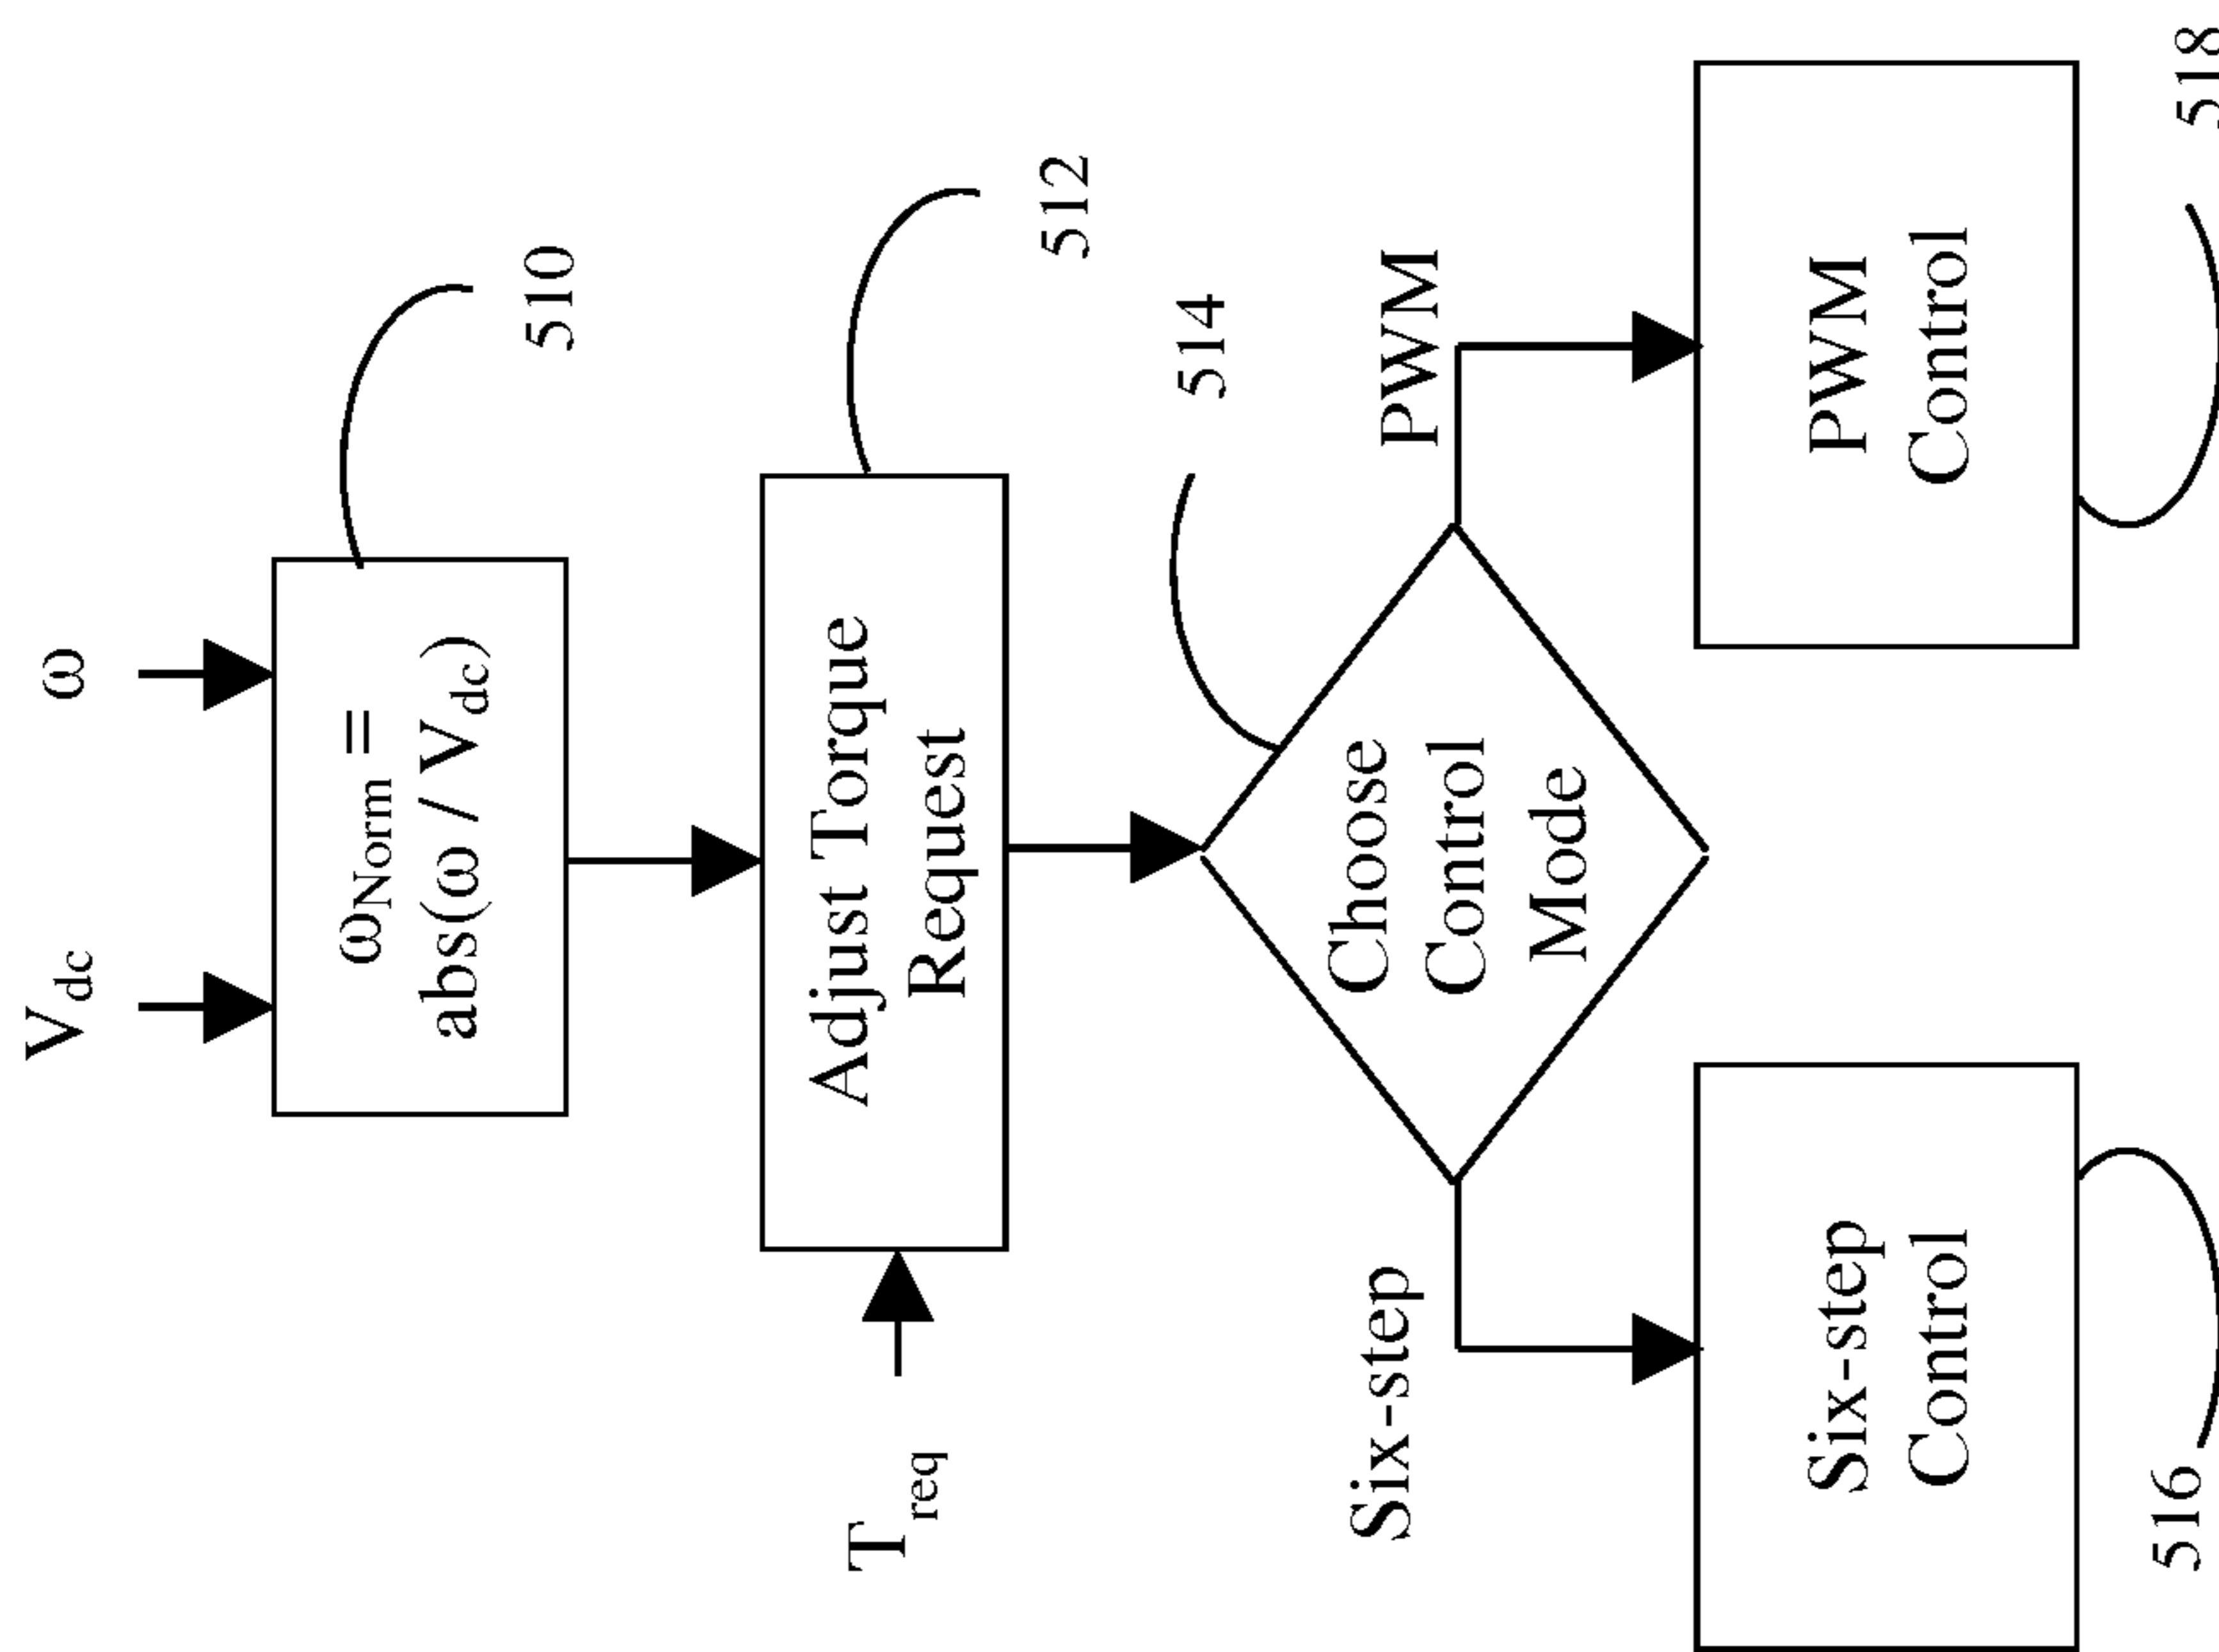 V_dc
ω
ω_Norm =
abs(ω / V_dc)
510
T_req
Adjust Torque
Request
512
514
Choose
Control
Mode
Six-step
PWM
Six-step
Control
PWM
Control
516
518